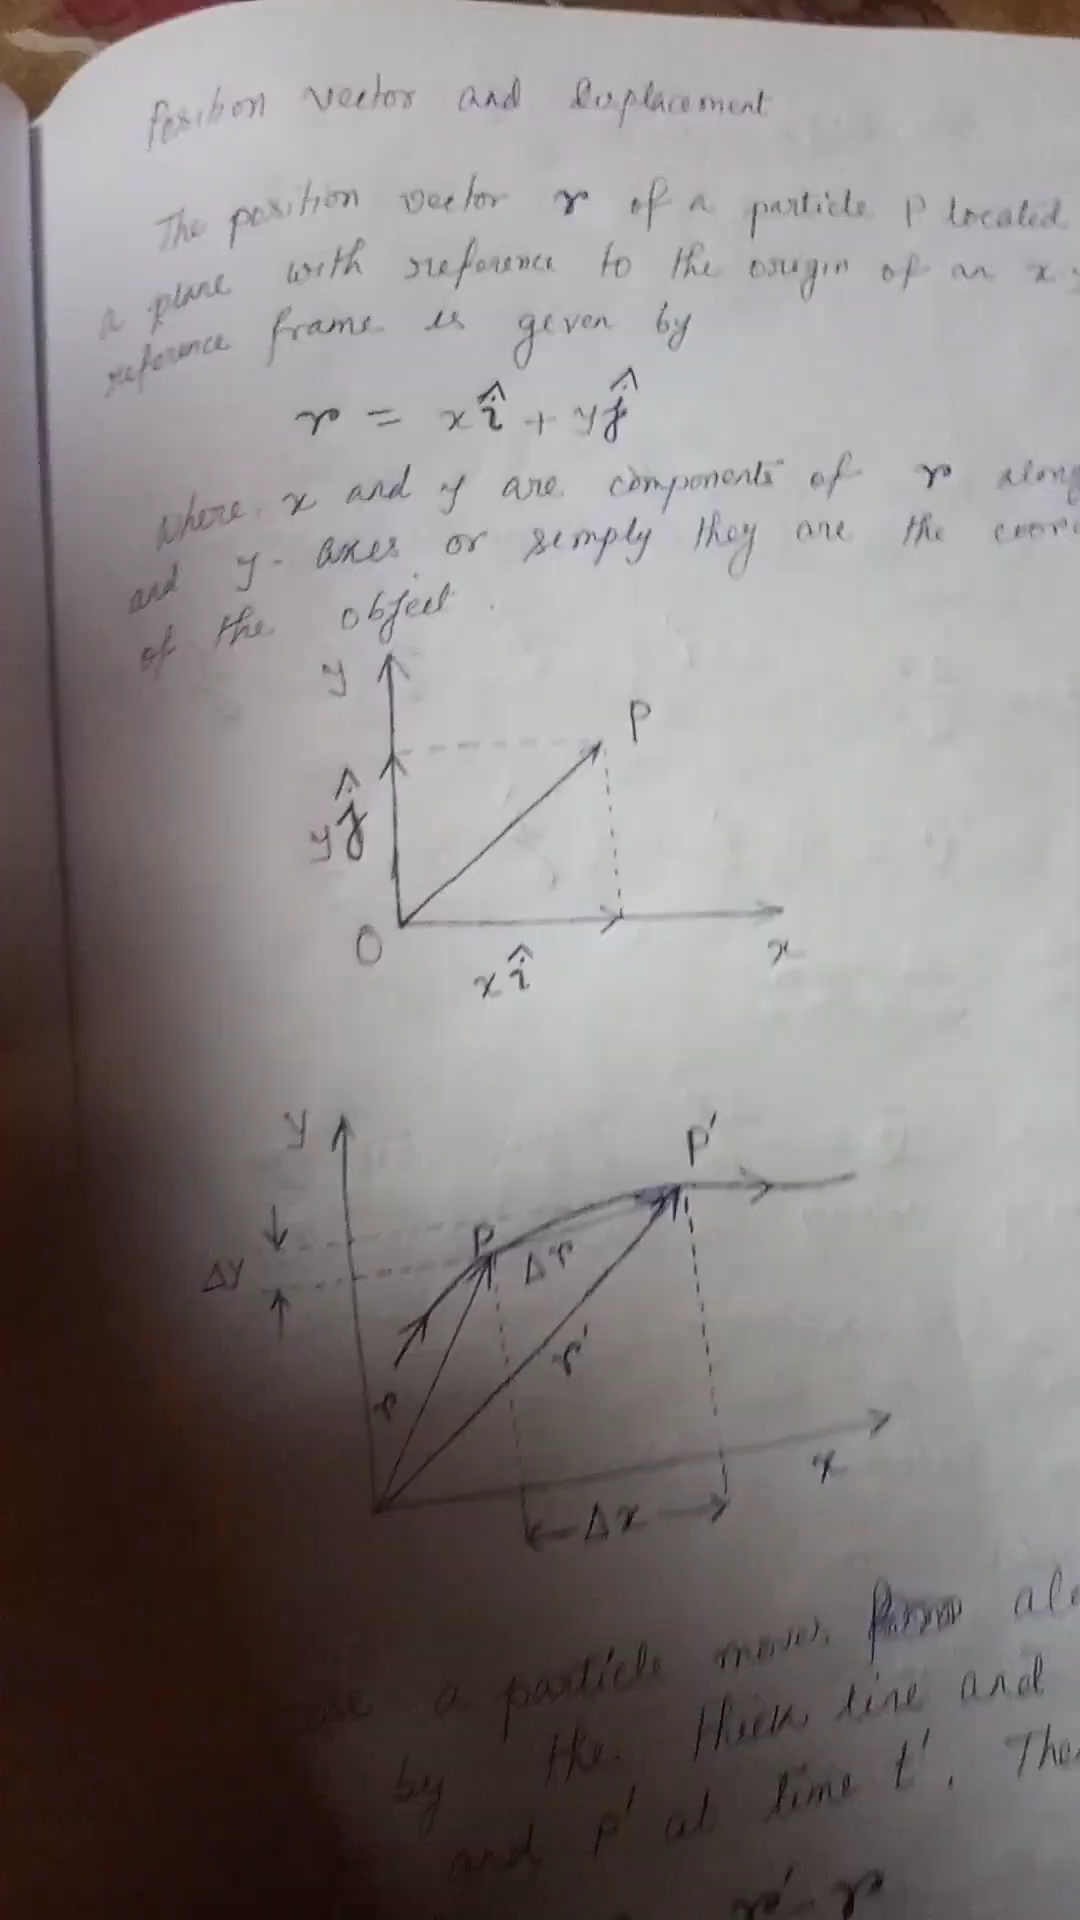 Position vector and Displacement
The position vector r of a particle P located
a plane with reference to the origin of an x
reference frame is given by
r = xî + yĵ
Where x and y are components of r along
and y- axes or simply they are the coor
of the object.
y
P
yĵ
O
xî
x
y
P'
P
Δy
Δr
r'
r
x
Δx
a particle moves alo
by the thick line and
and P' at time t'. The
r' - r